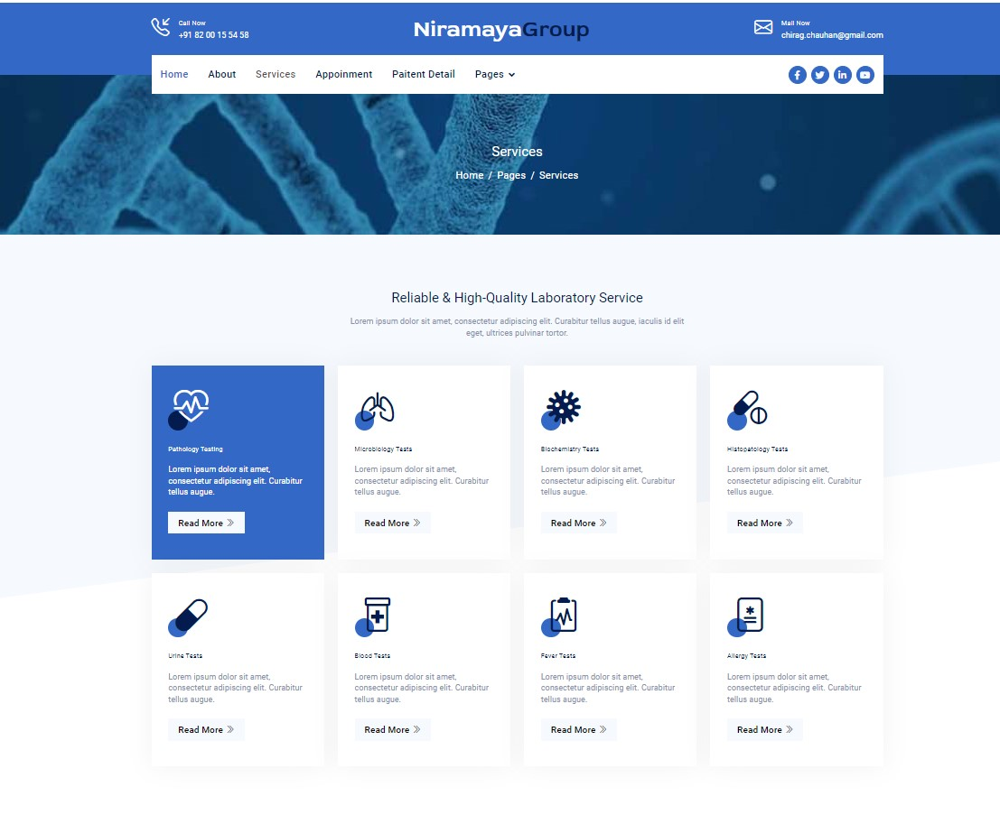 Call Now
+91 82 00 15 54 58
NiramayaGroup
Mail Now
chirag.chauhan@gmail.com
Home About Services Appoinment Paitent Detail Pages
Services
Home / Pages / Services
Reliable & High-Quality Laboratory Service
Lorem ipsum dolor sit amet, consectetur adipiscing elit. Curabitur tellus augue, iaculis id elit
eget, ultrices pulvinar tortor.
Pathology Testing
Lorem ipsum dolor sit amet,
consectetur adipiscing elit. Curabitur
tellus augue.
Read More
Microbiology Tests
Lorem ipsum dolor sit amet,
consectetur adipiscing elit. Curabitur
tellus augue.
Read More
Biochemistry Tests
Lorem ipsum dolor sit amet,
consectetur adipiscing elit. Curabitur
tellus augue.
Read More
Histopatology Tests
Lorem ipsum dolor sit amet,
consectetur adipiscing elit. Curabitur
tellus augue.
Read More
Urine Tests
Lorem ipsum dolor sit amet,
consectetur adipiscing elit. Curabitur
tellus augue.
Read More
Blood Tests
Lorem ipsum dolor sit amet,
consectetur adipiscing elit. Curabitur
tellus augue.
Read More
Fever Tests
Lorem ipsum dolor sit amet,
consectetur adipiscing elit. Curabitur
tellus augue.
Read More
Allergy Tests
Lorem ipsum dolor sit amet,
consectetur adipiscing elit. Curabitur
tellus augue.
Read More